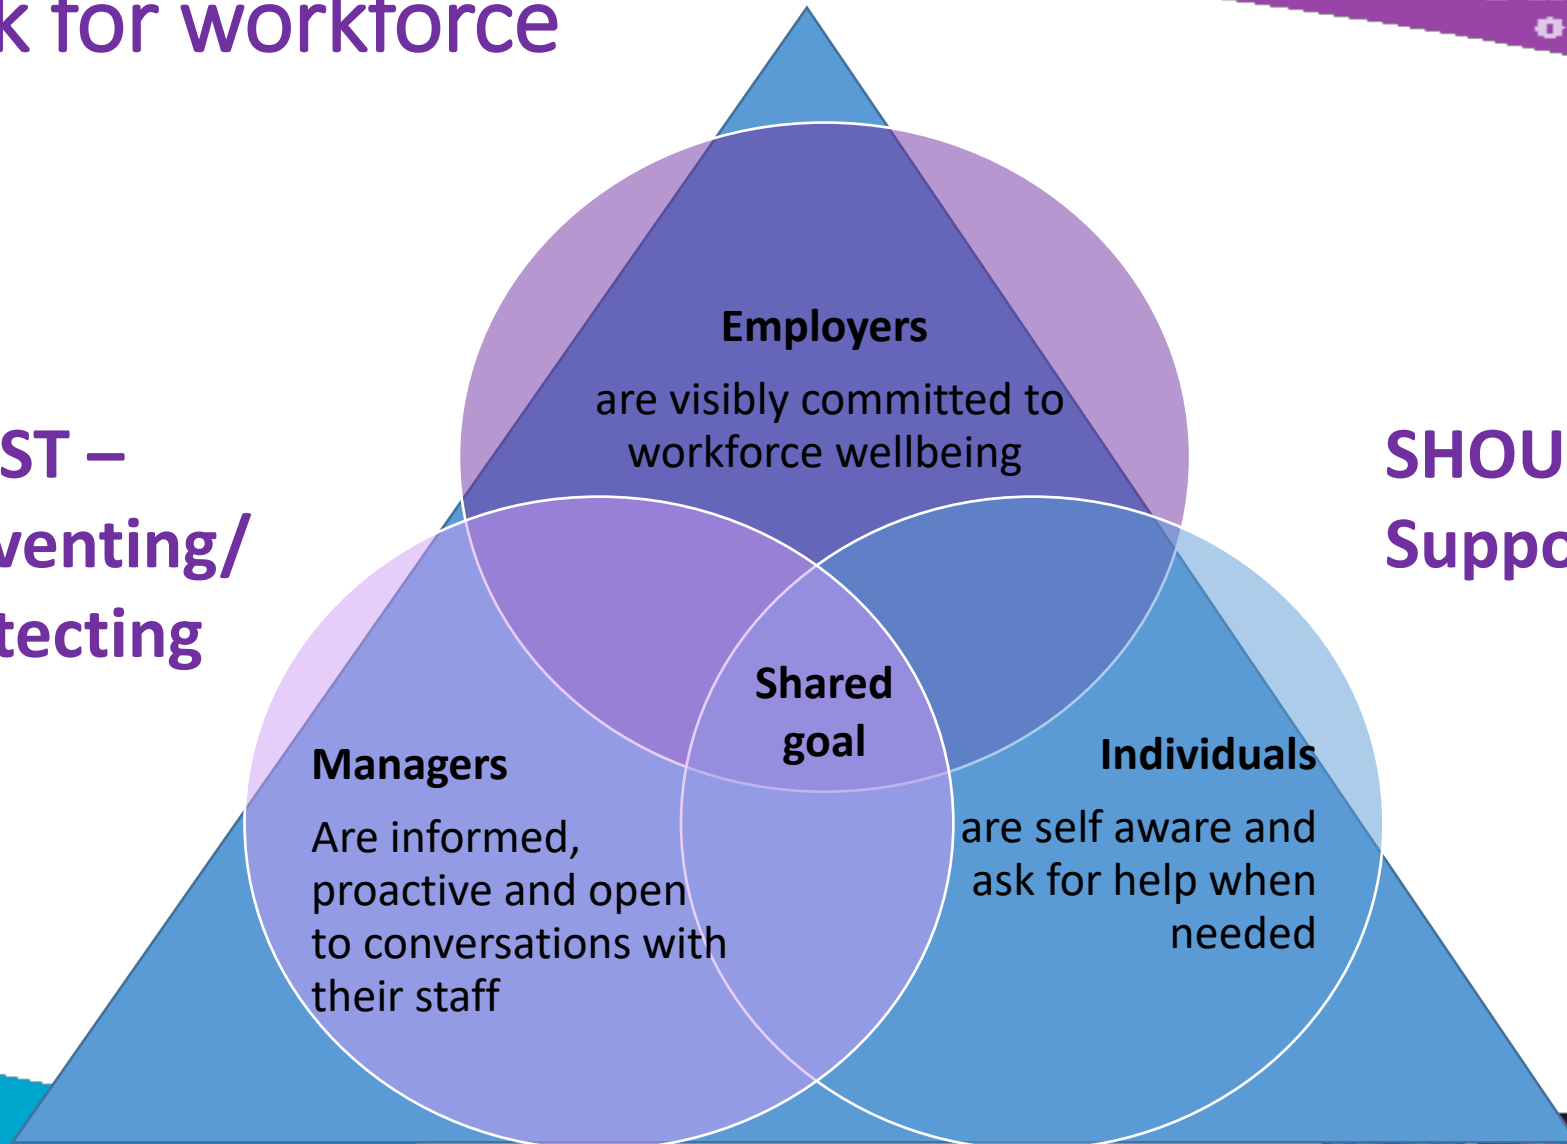 k for workforce
Employers
are visibly committed to
workforce wellbeing
ST –
venting/
tecting
SHOU
Suppo
Shared
goal
Managers
Are informed,
proactive and open
to conversations with
their staff
Individuals
are self aware and
ask for help when
needed